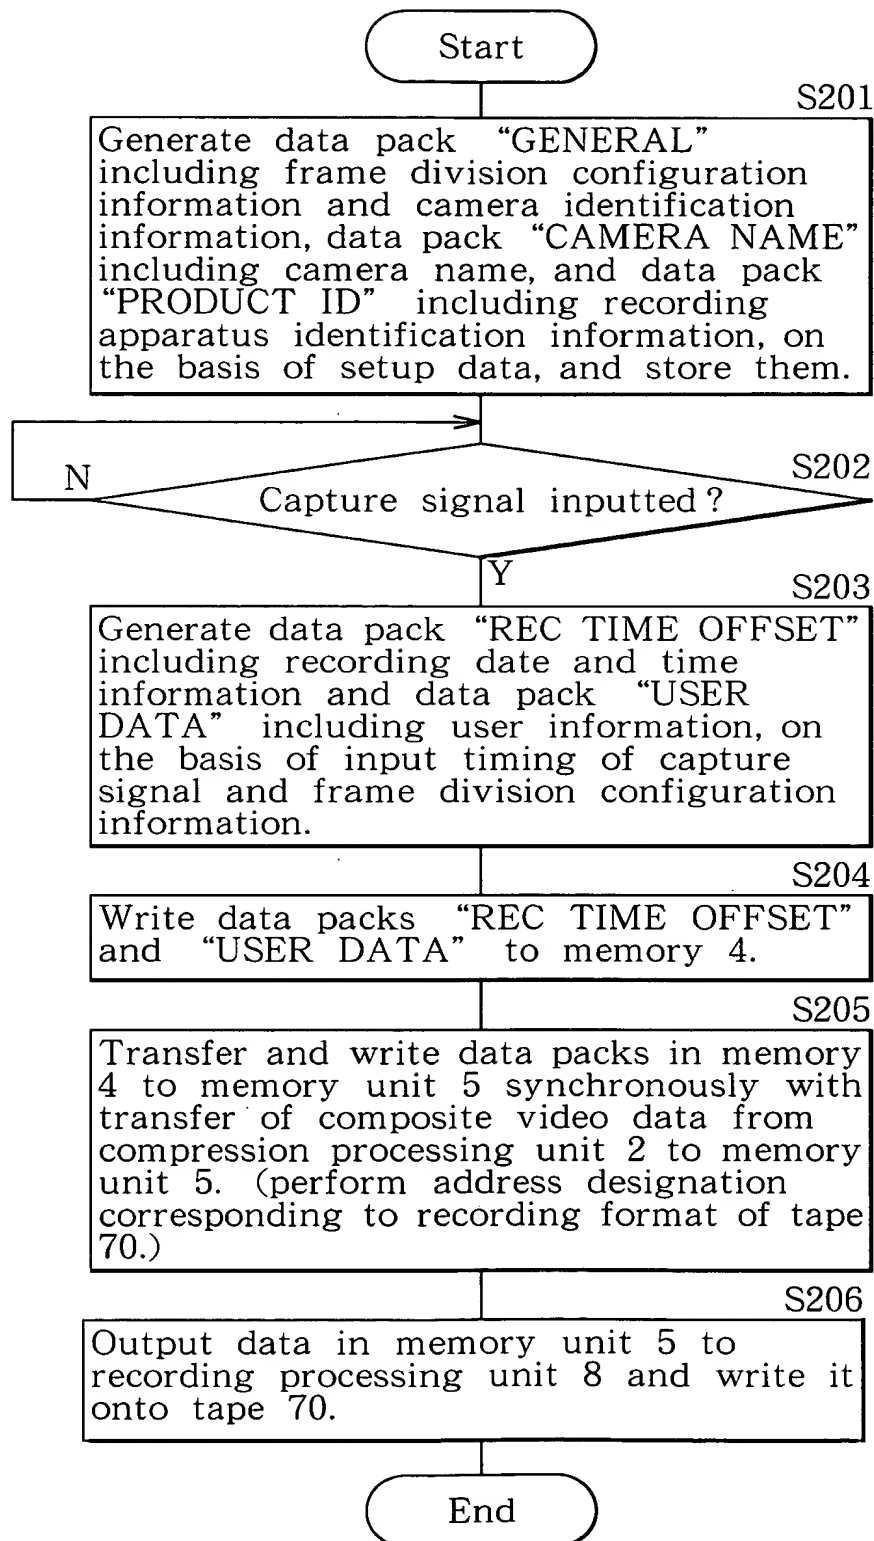 Start
S201
Generate data pack “GENERAL”
including frame division configuration
information and camera identification
information, data pack “CAMERA NAME”
including camera name, and data pack
“PRODUCT ID” including recording
apparatus identification information, on
the basis of setup data, and store them.
S202
N
Capture signal inputted ?
Y
S203
Generate data pack “REC TIME OFFSET”
including recording date and time
information and data pack “USER
DATA” including user information, on
the basis of input timing of capture
signal and frame division configuration
information.
S204
Write data packs “REC TIME OFFSET”
and “USER DATA” to memory 4.
S205
Transfer and write data packs in memory
4 to memory unit 5 synchronously with
transfer of composite video data from
compression processing unit 2 to memory
unit 5. (perform address designation
corresponding to recording format of tape
70.)
S206
Output data in memory unit 5 to
recording processing unit 8 and write it
onto tape 70.
End